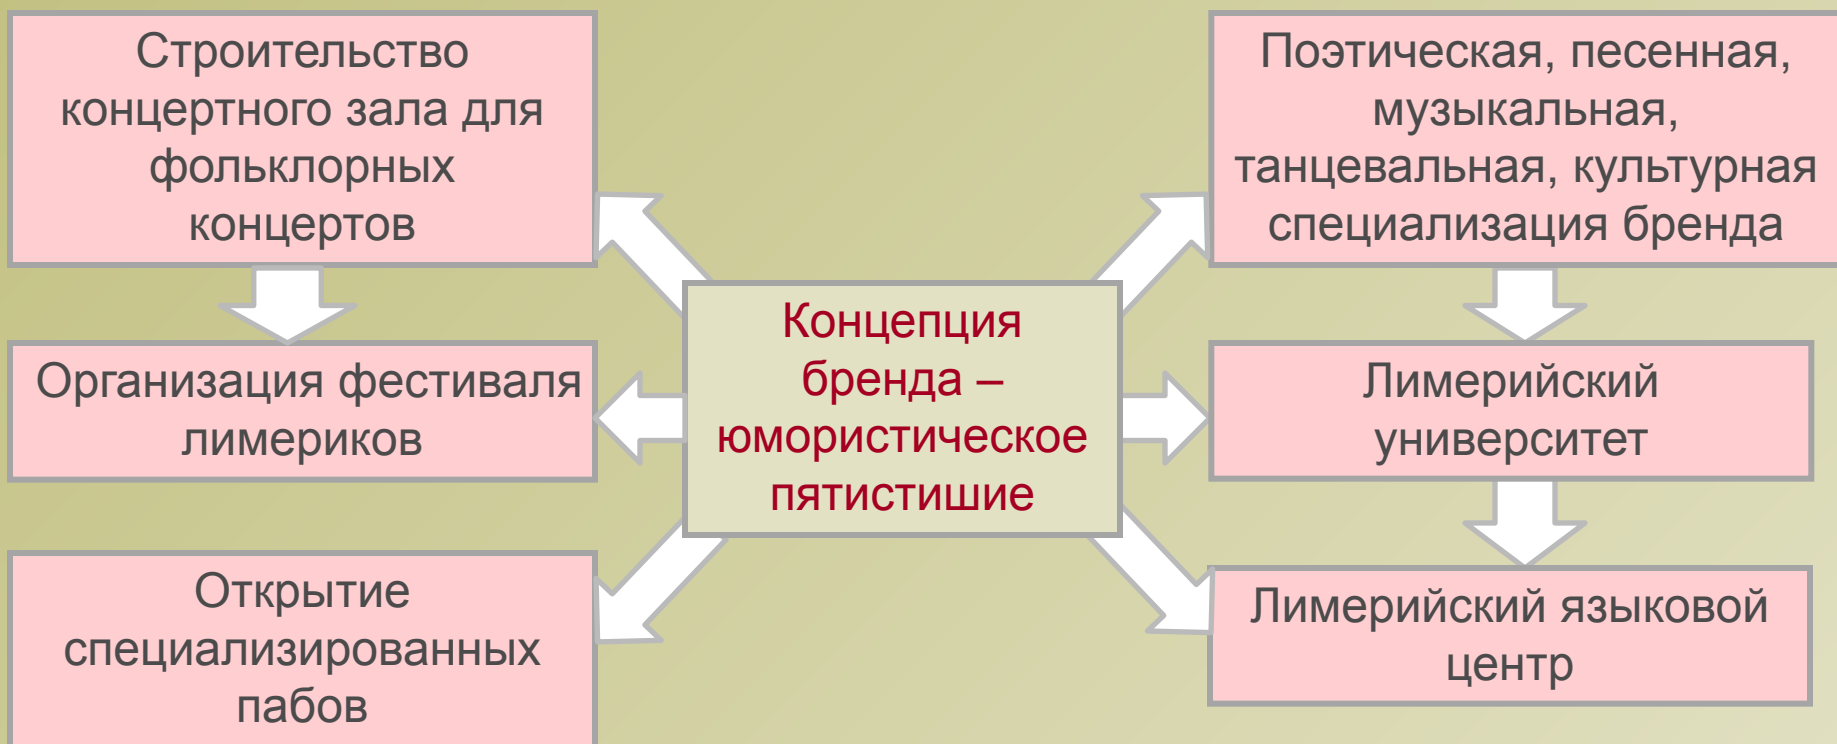 Строительство
концертного зала для
фольклорных
концертов
Организация фестиваля
лимериков
Открытие
специализированных
пабов
Концепция
бренда –
юмористическое
пятистишие
Поэтическая, песенная,
музыкальная,
танцевальная, культурная
специализация бренда
Лимерийский
университет
Лимерийский языковой
центр